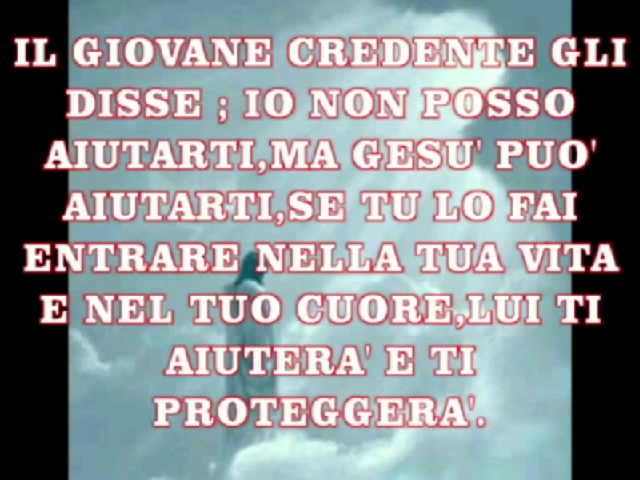 IL GIOVANE CREDENTE GLI
DISSE ; IO NON POSSO
AIUTARTI,MA GESU' PUO'
AIUTARTI,SE TU LO FAI
ENTRARE NELLA TUA VITA
E NEL TUO CUORE,LUI TI
AIUTERA' E TI
PROTEGGERA'.